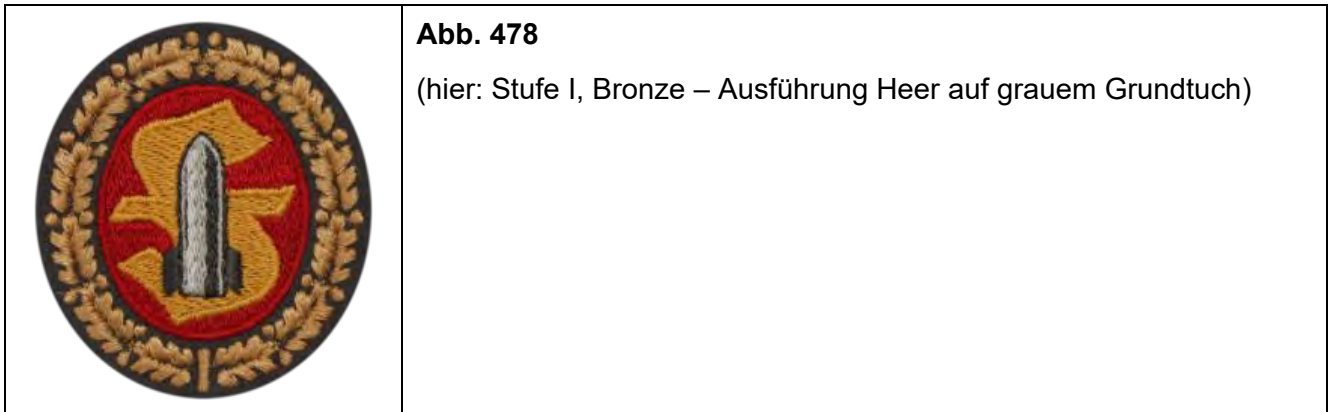 Abb. 478
(hier: Stufe I, Bronze – Ausführung Heer auf grauem Grundtuch)